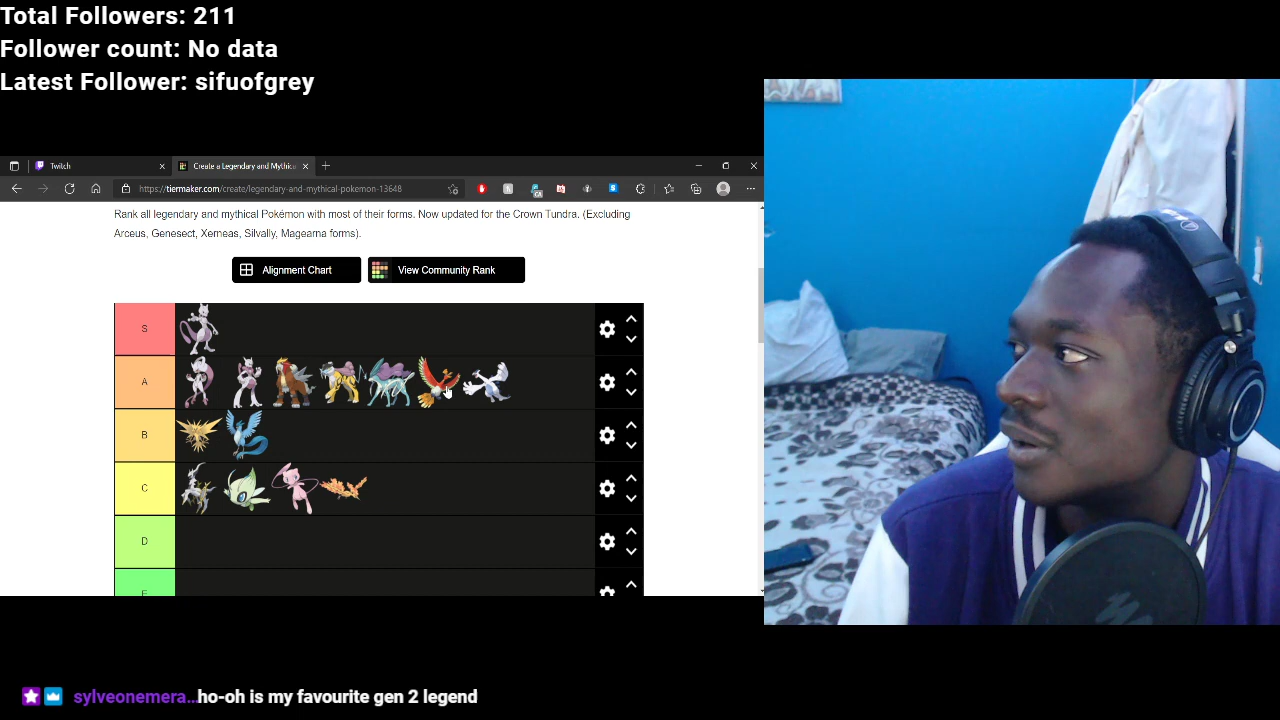 Total Followers: 211
Follower count: No data
Latest Follower: sifuofgrey
Twitch
Create a Legendary and Mythic
https://tiermaker.com/create/legendary-and-mythical-pokemon-13648
Rank all legendary and mythical Pokémon with most of their forms. Now updated for the Crown Tundra. (Excluding
Arceus, Genesect, Xerneas, Silvally, Magearna forms).
Alignment Chart
View Community Rank
S
A
B
C
D
sylveonemera... ho-oh is my favourite gen 2 legend